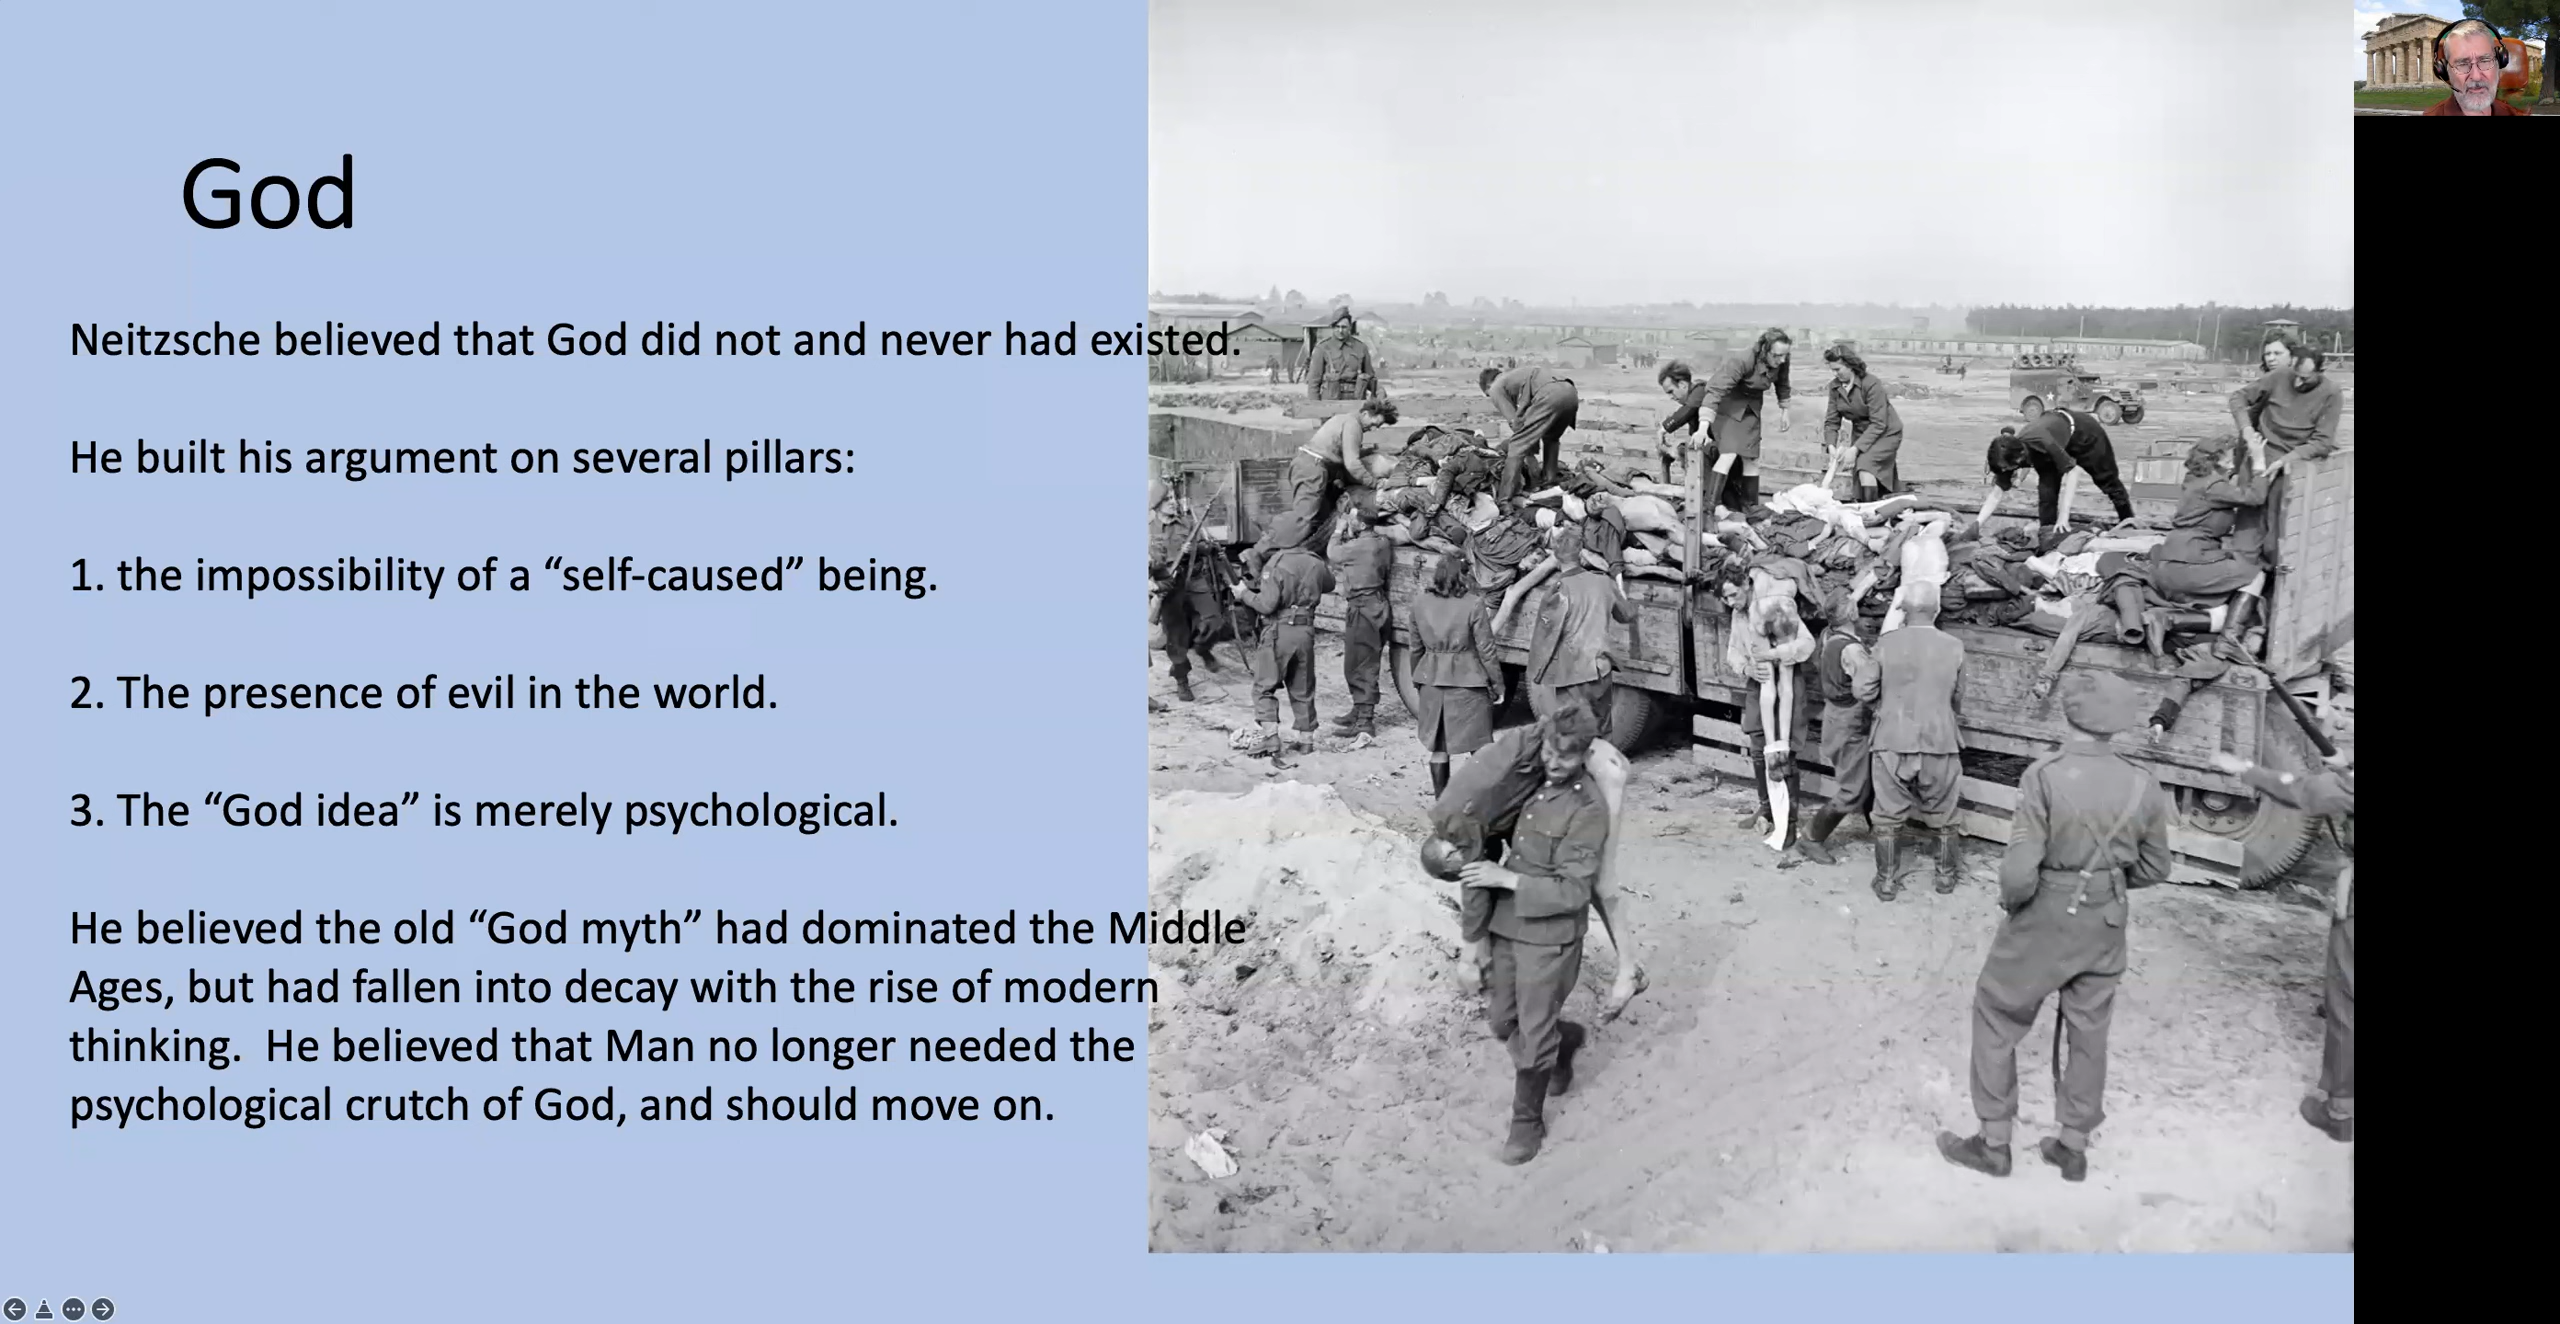 God
Neitzsche believed that God did not and never had existed.
He built his argument on several pillars:
1. the impossibility of a “self-caused” being.
2. The presence of evil in the world.
3. The “God idea” is merely psychological.
He believed the old “God myth” had dominated the Middle
Ages, but had fallen into decay with the rise of modern
thinking.  He believed that Man no longer needed the
psychological crutch of God, and should move on.